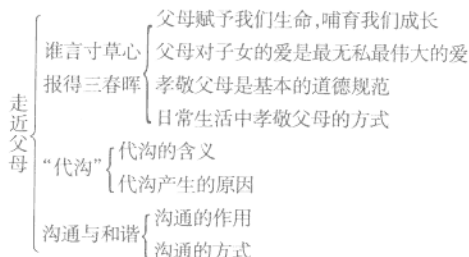 走近父母
谁言寸草心
报得三春晖
父母赋予我们生命,哺育我们成长
父母对子女的爱是最无私最伟大的爱
孝敬父母是基本的道德规范
日常生活中孝敬父母的方式
“代沟”
代沟的含义
代沟产生的原因
沟通与和谐
沟通的作用
沟通的方式